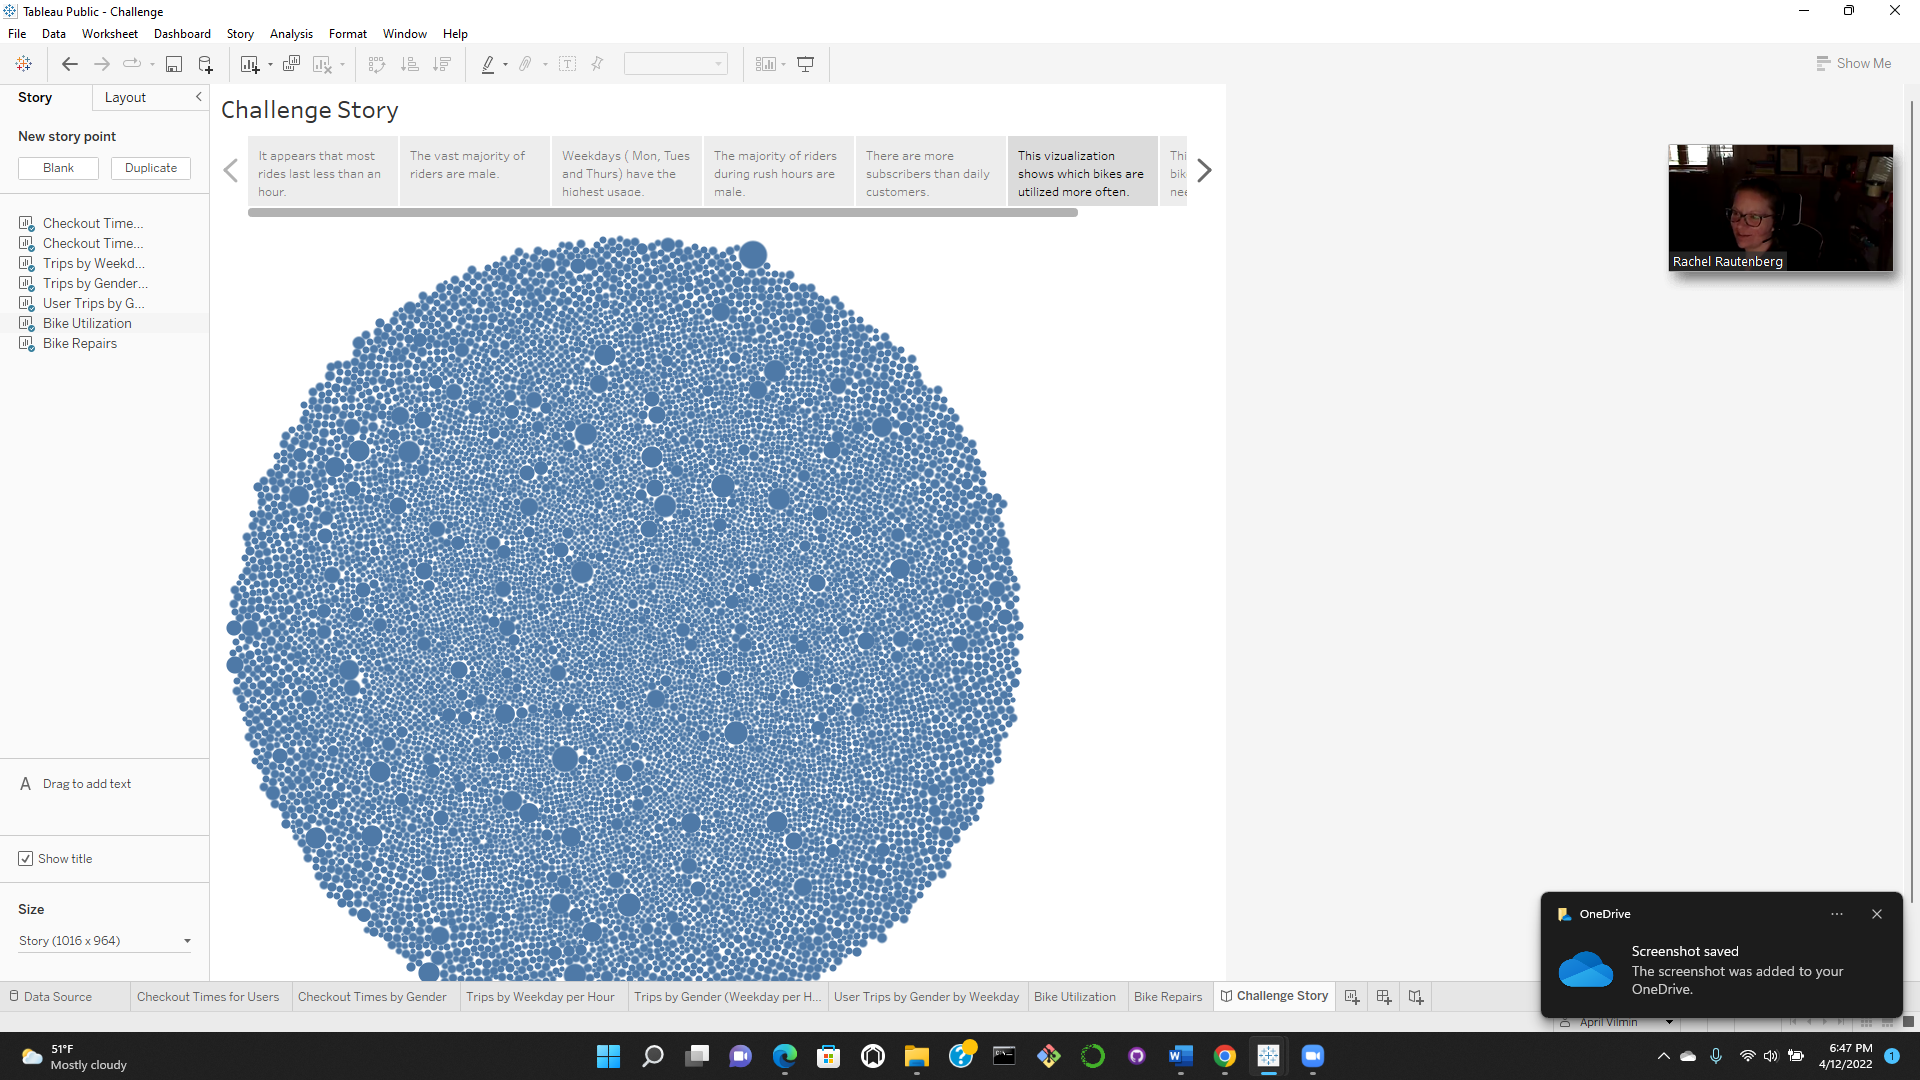 Tableau Public - Challenge
File Data Worksheet Dashboard Story Analysis Format Window Help
Show Me
Story Layout
Challenge Story
New story point
Blank Duplicate
It appears that most
rides last less than an
hour.
The vast majority of
riders are male.
Weekdays ( Mon, Tues
and Thurs) have the
highest usage.
The majority of riders
during rush hours are
male.
There are more
subscribers than daily
customers.
This vizualization
shows which bikes are
utilized more often.
Thi
bik
nee
Checkout Time...
Checkout Time...
Trips by Weekd...
Trips by Gender...
User Trips by G...
Bike Utilization
Bike Repairs
Rachel Rautenberg
A Drag to add text
Show title
Size
Story (1016 x 964)
OneDrive
Screenshot saved
The screenshot was added to your
OneDrive.
Data Source Checkout Times for Users Checkout Times by Gender Trips by Weekday per Hour Trips by Gender (Weekday per H... User Trips by Gender by Weekday Bike Utilization Bike Repairs Challenge Story
April Vilmin
51°F
Mostly cloudy
6:47 PM
4/12/2022
1